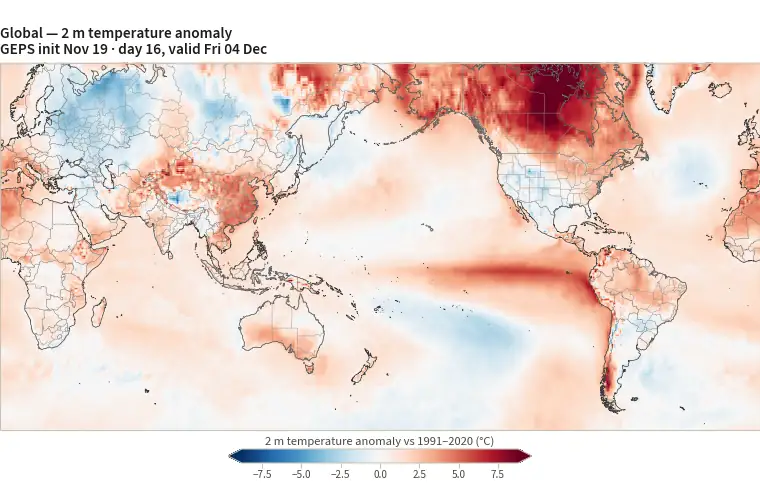 Global — 2 m temperature anomaly
GEPS init Nov 19 · day 16, valid Fri 04 Dec
2 m temperature anomaly vs 1991–2020 (°C)
−7.5 −5.0 −2.5 0.0 2.5 5.0 7.5